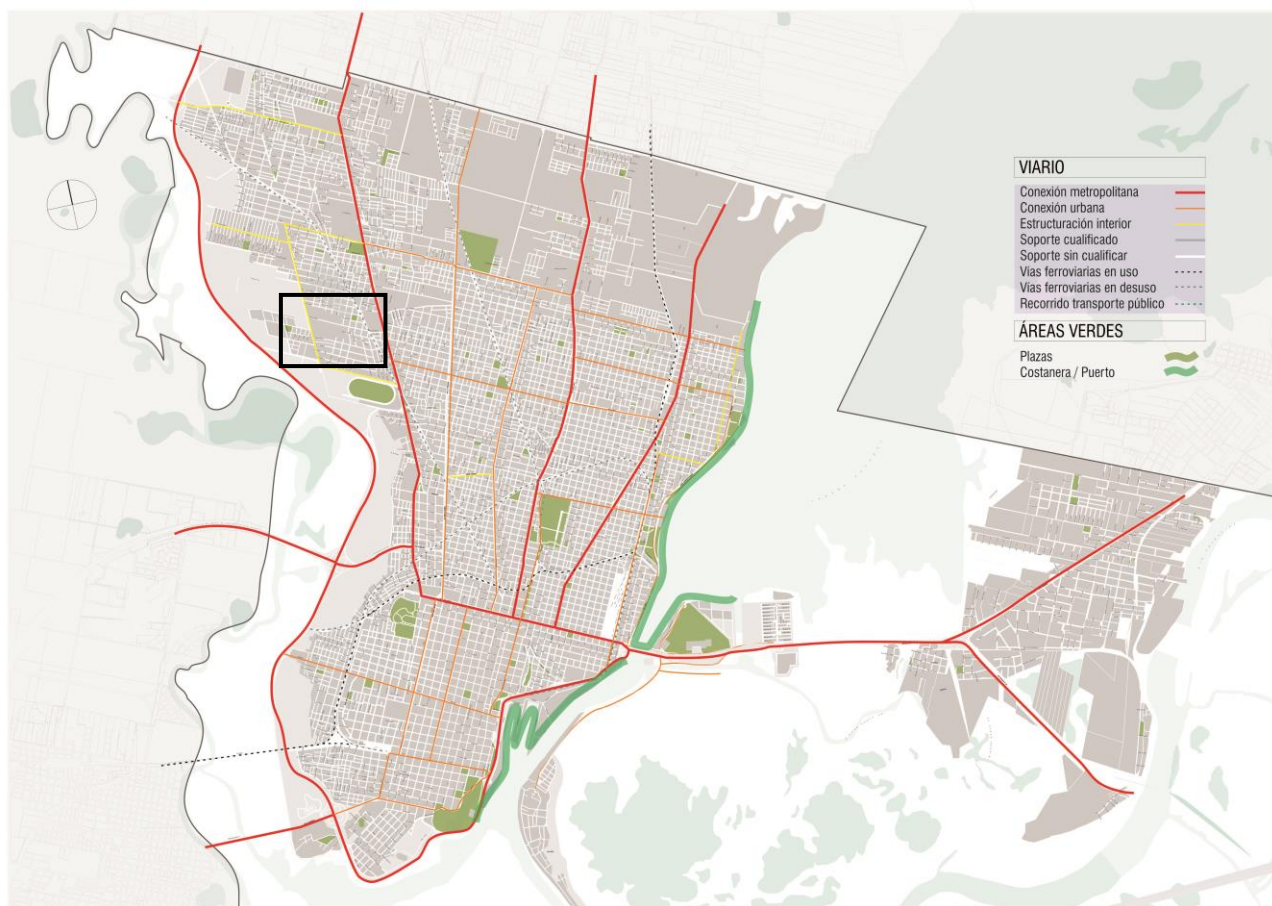 VIARIO
Conexión metropolitana
Conexión urbana
Estructuración interior
Soporte cualificado
Soporte sin cualificar
Vías ferroviarias en uso
Vías ferroviarias en desuso
Recorrido transporte público
ÁREAS VERDES
Plazas
Costanera / Puerto